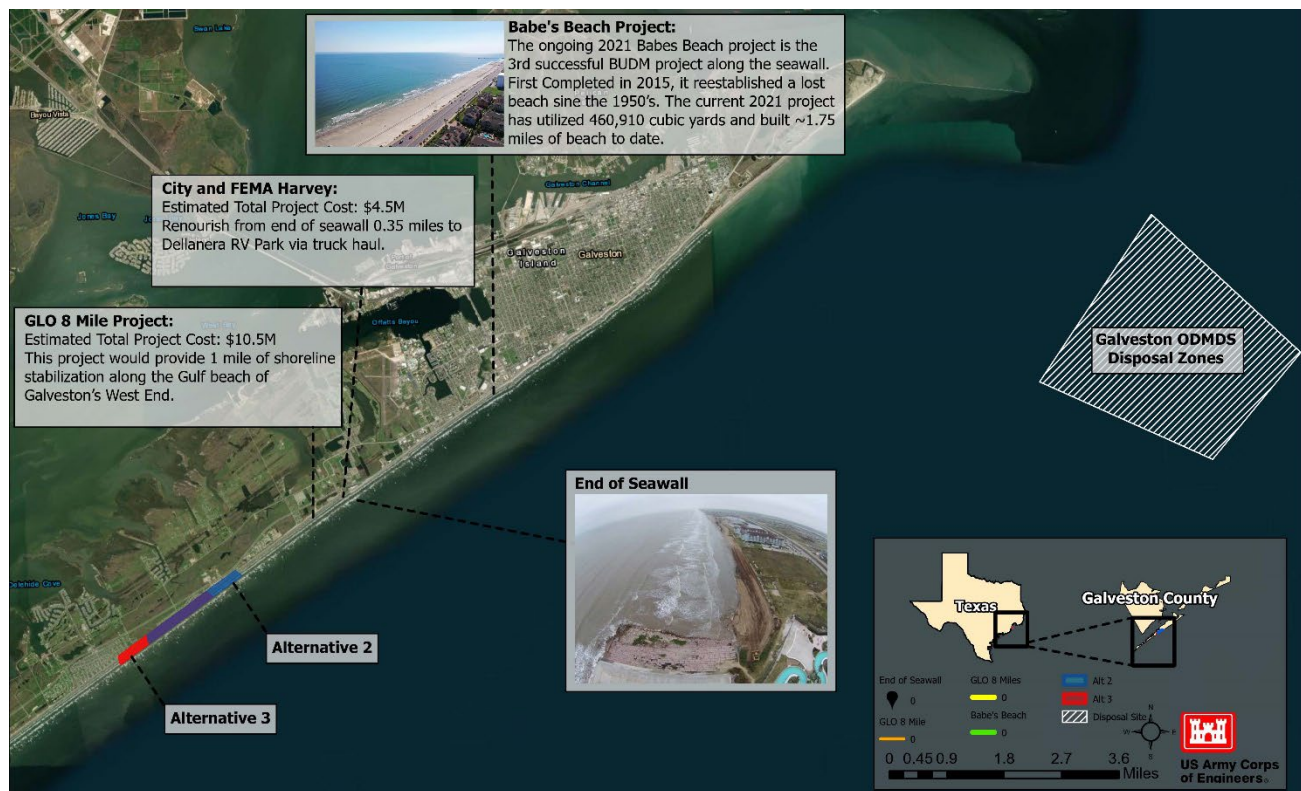 Swan Lake
Bayou Vista
Babe's Beach Project:
The ongoing 2021 Babes Beach project is the
3rd successful BUDM project along the seawall.
First Completed in 2015, it reestablished a lost
beach sine the 1950's. The current 2021 project
has utilized 460,910 cubic yards and built ~1.75
miles of beach to date.
Galveston Channel
City and FEMA Harvey:
Estimated Total Project Cost: $4.5M
Renourish from end of seawall 0.35 miles to
Dellanera RV Park via truck haul.
Jones Bay
Galveston
Island
Galveston
Offatts Bayou
GLO 8 Mile Project:
Estimated Total Project Cost: $10.5M
This project would provide 1 mile of shoreline
stabilization along the Gulf beach of
Galveston's West End.
Galveston ODMDS
Disposal Zones
End of Seawall
Alternative 2
Alternative 3
Texas
Galveston County
End of Seawall
0
GLO 8 Mile
0
GLO 8 Miles
0
Babe's Beach
0
Alt 2
Alt 3
Disposal Site
N
W
E
S
0 0.45 0.9 1.8 2.7 3.6
Miles
US Army Corps
of Engineers®